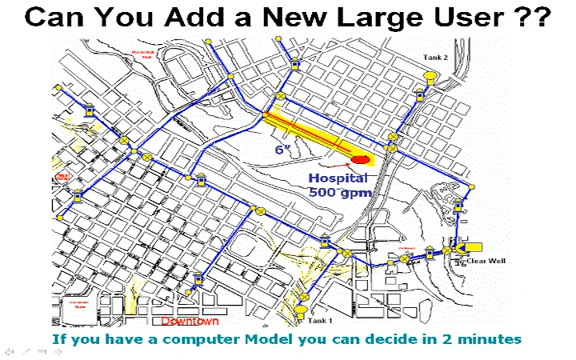 Can You Add a New Large User ??
Tank 2
6"
Hospital
500 gpm
Clear Well
Tank 1
Downtown
If you have a computer Model you can decide in 2 minutes